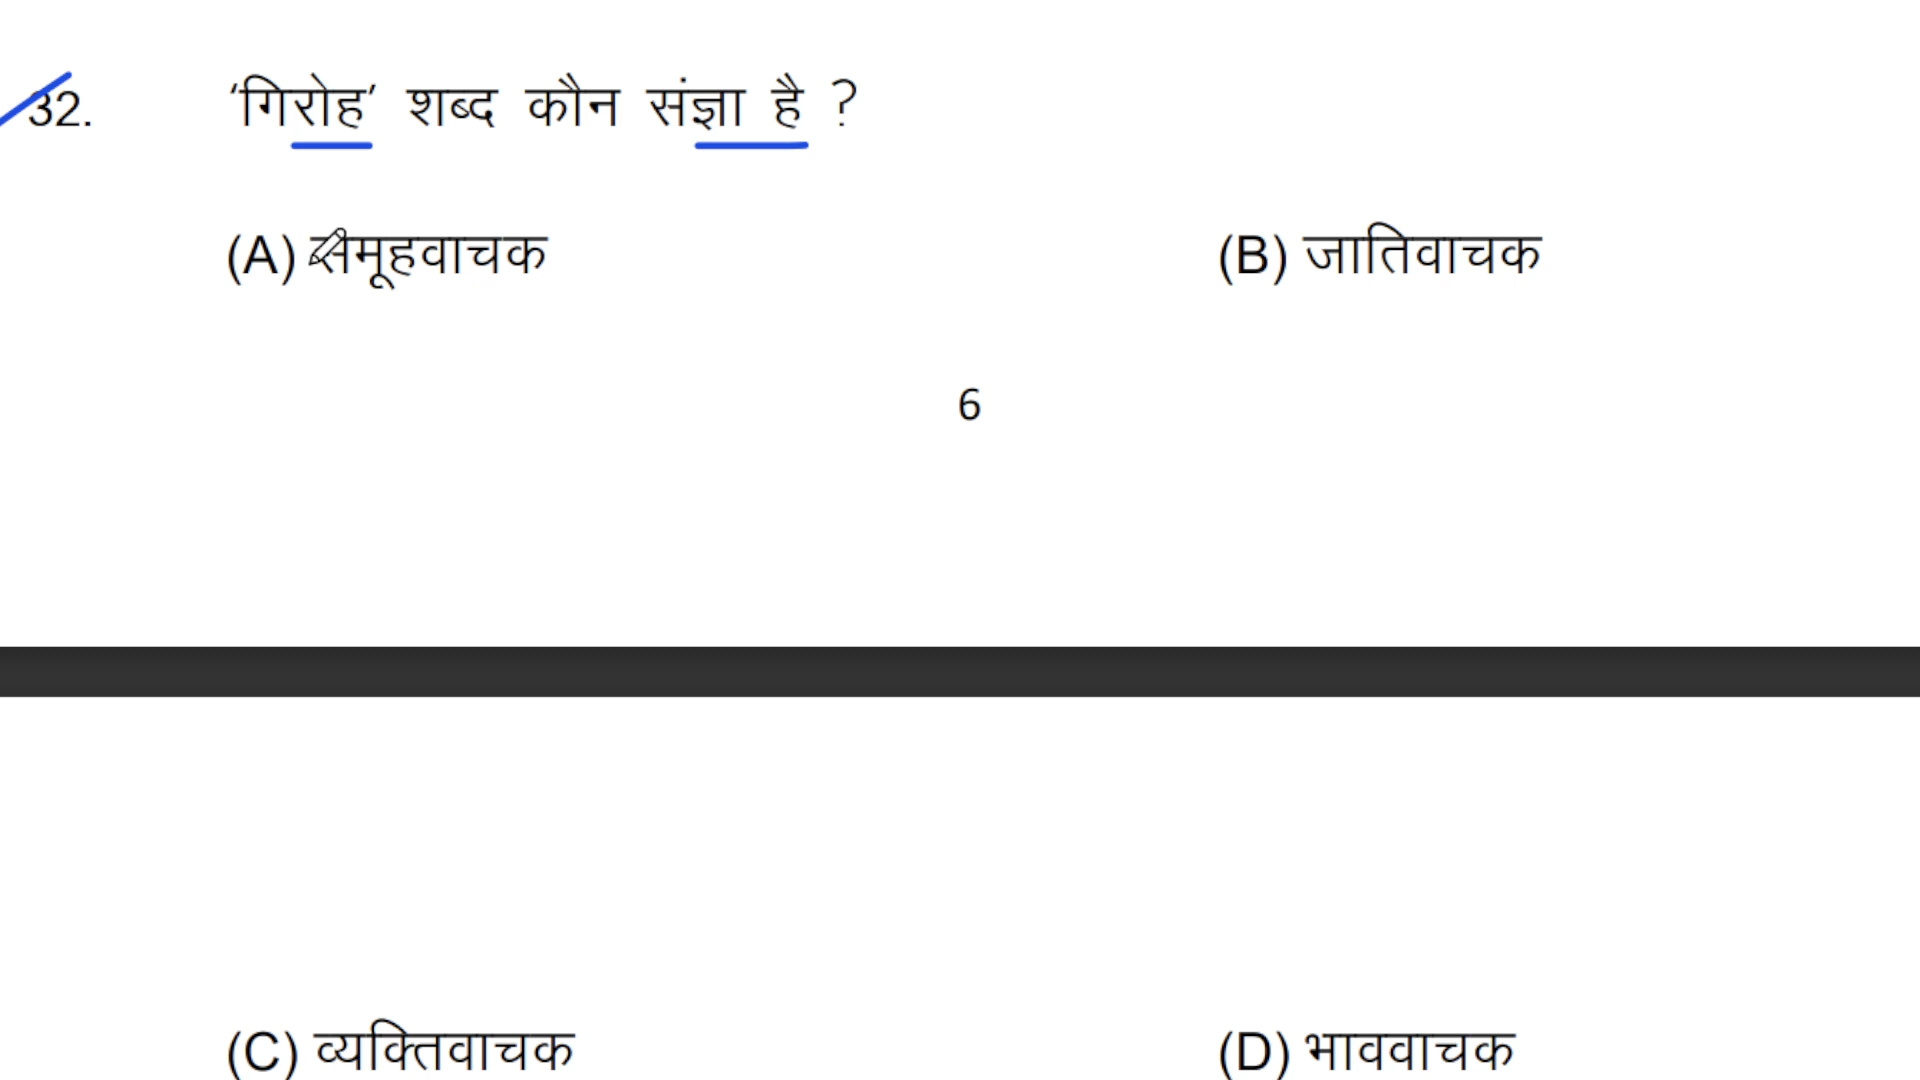 32. ‘गिरोह’ शब्द कौन संज्ञा है ?
(A) समूहवाचक (B) जातिवाचक
6
(C) व्यक्तिवाचक (D) भाववाचक